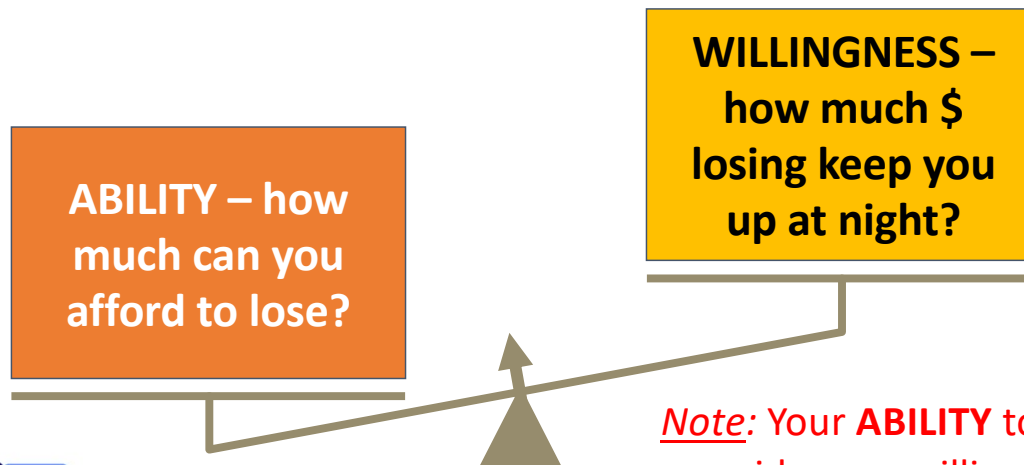 WILLINGNESS –
how much $
losing keep you
up at night?
ABILITY – how
much can you
afford to lose?
Note: Your ABILITY